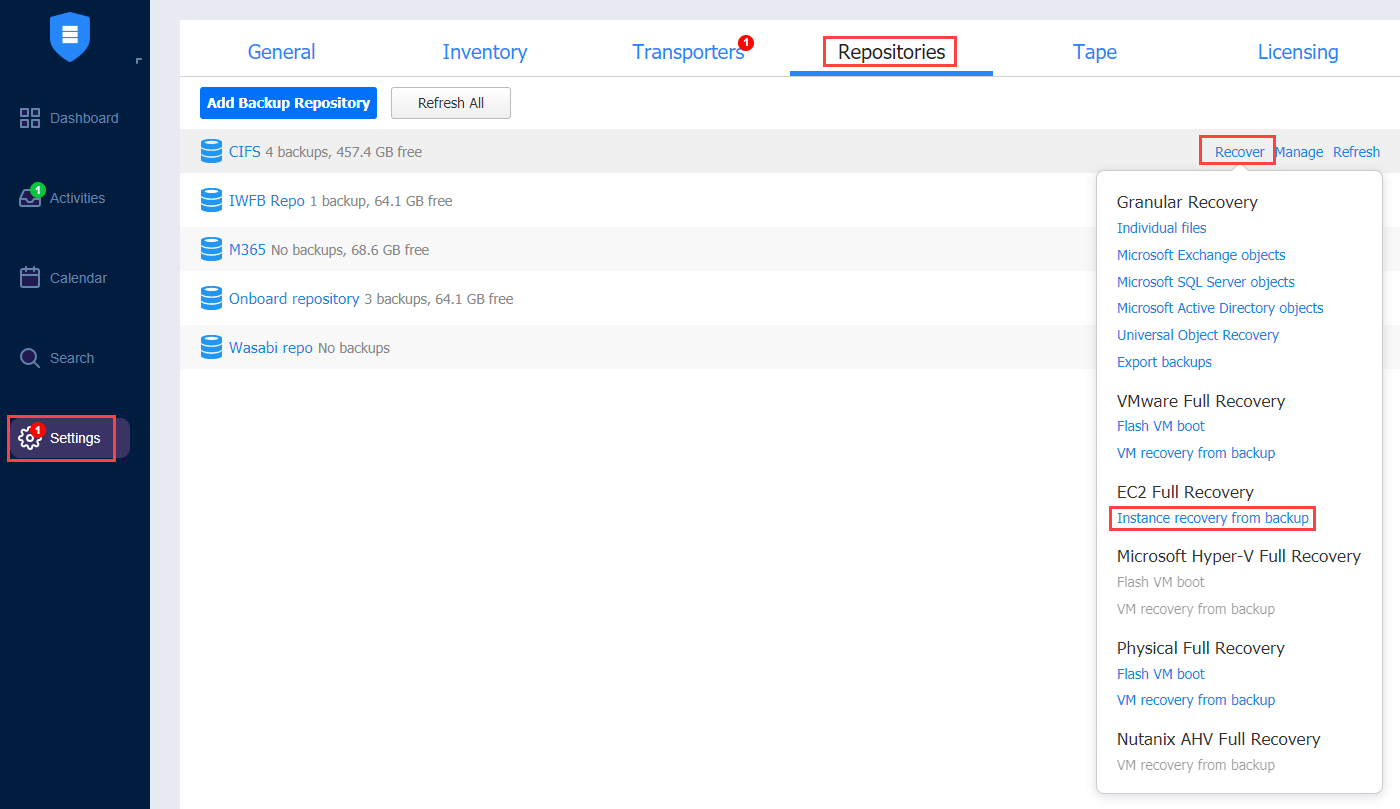 General Inventory Transporters 1 Repositories Tape Licensing
Add Backup Repository Refresh All
Dashboard
1
Activities
Calendar
Search
1
Settings
CIFS 4 backups, 457.4 GB free Recover Manage Refresh
IWFB Repo 1 backup, 64.1 GB free
M365 No backups, 68.6 GB free
Onboard repository 3 backups, 64.1 GB free
Wasabi repo No backups
Granular Recovery
Individual files
Microsoft Exchange objects
Microsoft SQL Server objects
Microsoft Active Directory objects
Universal Object Recovery
Export backups
VMware Full Recovery
Flash VM boot
VM recovery from backup
EC2 Full Recovery
Instance recovery from backup
Microsoft Hyper-V Full Recovery
Flash VM boot
VM recovery from backup
Physical Full Recovery
Flash VM boot
VM recovery from backup
Nutanix AHV Full Recovery
VM recovery from backup